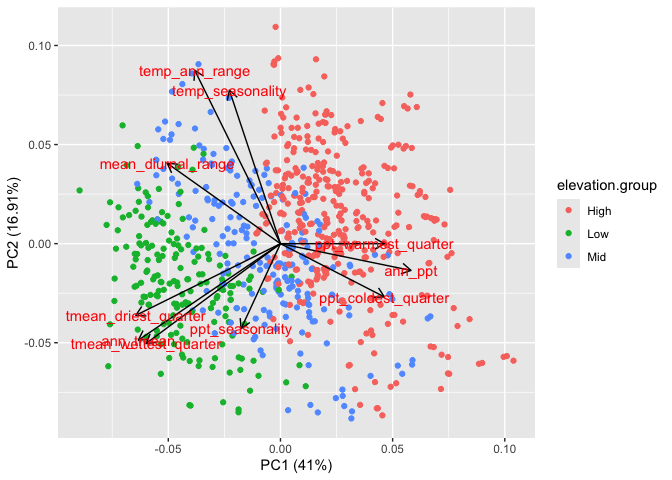 0.10
0.05
0.00
-0.05
PC2 (16.91%)
temp_ann_range
temp_seasonality
mean_diurnal_range
ppt_warmest_quarter
ann_ppt
ppt_coldest_quarter
tmean_driest_quarter
ppt_seasonality
ann_tmean
tmean_wettest_quarter
-0.05
0.00
0.05
0.10
PC1 (41%)
elevation.group
High
Low
Mid